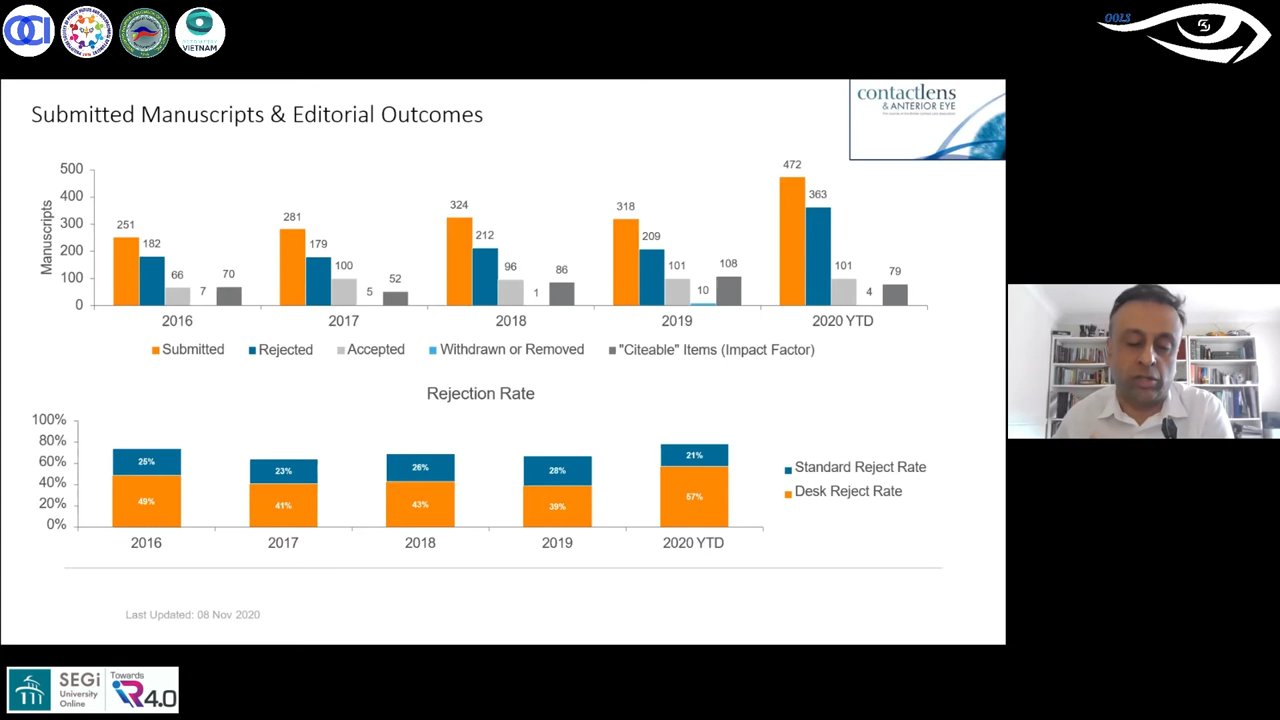 OCI
VIETNAM
OOLS
Submitted Manuscripts & Editorial Outcomes
contactlens
& ANTERIOR EYE
500
400
300
200
100
0
Manuscripts
251
182
66
7
70
281
179
100
5
52
324
212
96
1
86
318
209
101
10
108
472
363
101
4
79
2016
2017
2018
2019
2020 YTD
Submitted
Rejected
Accepted
Withdrawn or Removed
"Citeable" Items (Impact Factor)
Rejection Rate
100%
80%
60%
40%
20%
0%
25%
49%
23%
41%
26%
43%
28%
39%
21%
57%
2016
2017
2018
2019
2020 YTD
Standard Reject Rate
Desk Reject Rate
Last Updated: 08 Nov 2020
SEGi
University
Online
Towards
iR4.0